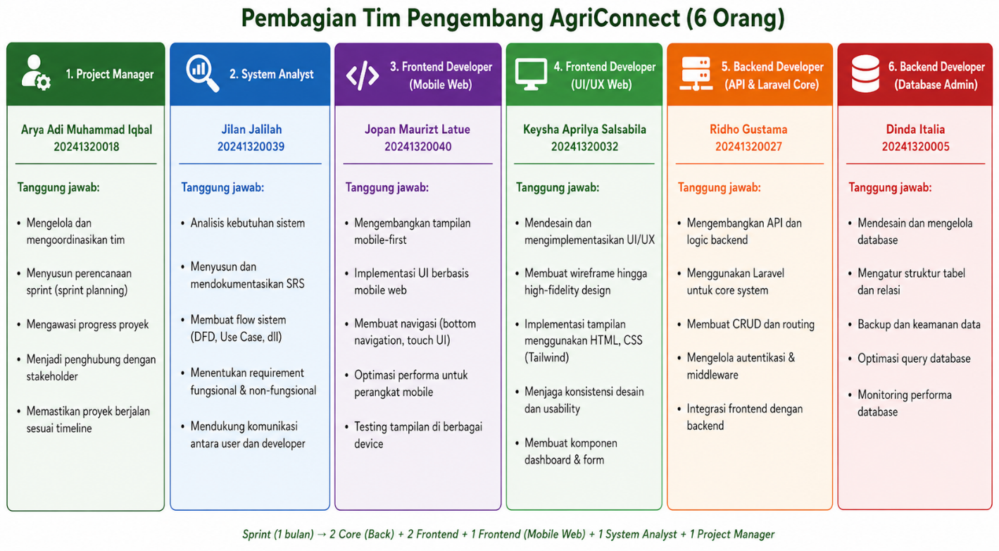 Pembagian Tim Pengembang AgriConnect (6 Orang)
1. Project Manager
Arya Adi Muhammad Iqbal
20241320018
Tanggung jawab:
• Mengelola dan
mengoordinasikan tim
• Menyusun perencanaan
sprint (sprint planning)
• Mengawasi progress proyek
• Menjadi penghubung dengan
stakeholder
• Memastikan proyek berjalan
sesuai timeline
2. System Analyst
Jilan Jalilah
20241320039
Tanggung jawab:
• Analisis kebutuhan sistem
• Menyusun dan
mendokumentasikan SRS
• Membuat flow sistem
(DFD, Use Case, dll)
• Menentukan requirement
fungsional & non-fungsional
• Mendukung komunikasi
antara user dan developer
3. Frontend Developer
(Mobile Web)
Jopan Maurizt Latue
20241320040
Tanggung jawab:
• Mengembangkan tampilan
mobile-first
• Implementasi UI berbasis
mobile web
• Membuat navigasi (bottom
navigation, touch UI)
• Optimasi performa untuk
perangkat mobile
• Testing tampilan di berbagai
device
4. Frontend Developer
(UI/UX Web)
Keysha Aprilya Salsabila
20241320032
Tanggung jawab:
• Mendesain dan
mengimplementasikan UI/UX
• Membuat wireframe hingga
high-fidelity design
• Implementasi tampilan
menggunakan HTML, CSS
(Tailwind)
• Menjaga konsistensi desain
dan usability
• Membuat komponen
dashboard & form
5. Backend Developer
(API & Laravel Core)
Ridho Gustama
20241320027
Tanggung jawab:
• Mengembangkan API dan
logic backend
• Menggunakan Laravel
untuk core system
• Membuat CRUD dan routing
• Mengelola autentikasi &
middleware
• Integrasi frontend dengan
backend
6. Backend Developer
(Database Admin)
Dinda Italia
20241320005
Tanggung jawab:
• Mendesain dan mengelola
database
• Mengatur struktur tabel
dan relasi
• Backup dan keamanan data
• Optimasi query database
• Monitoring performa
database
Sprint (1 bulan) → 2 Core (Back) + 2 Frontend + 1 Frontend (Mobile Web) + 1 System Analyst + 1 Project Manager